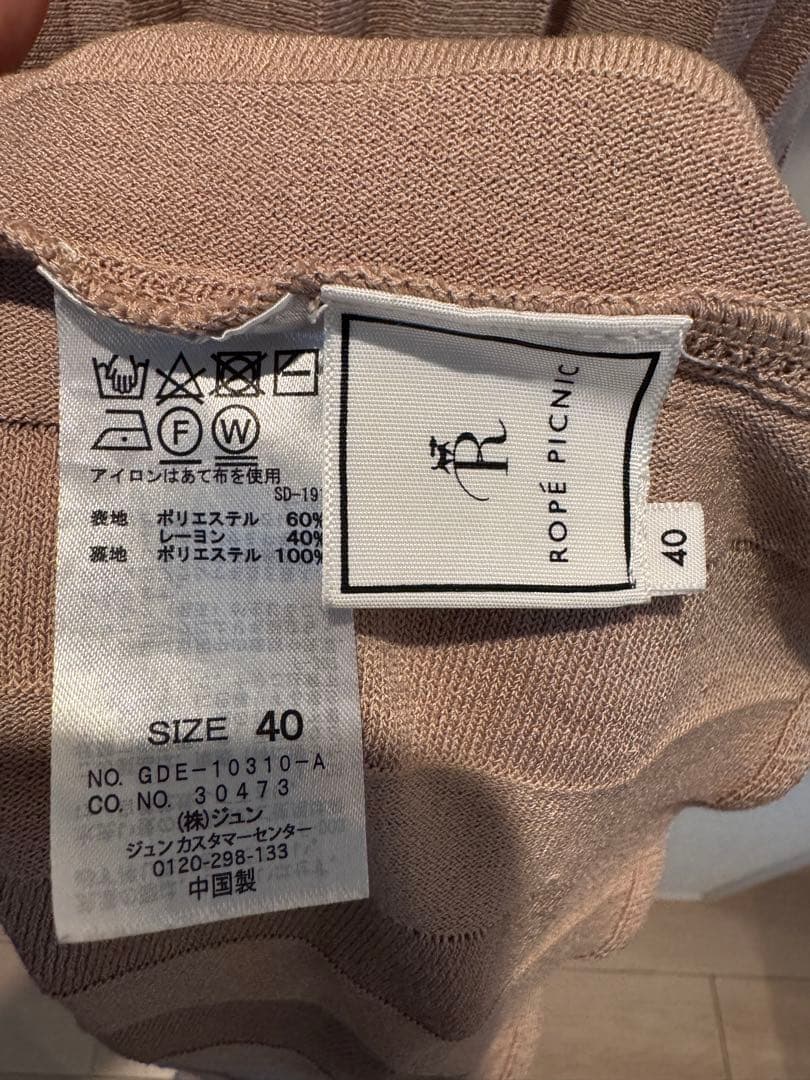 F W
アイロンはあて布を使用
SD-19
表地 ポリエステル 60%
レーヨン 40%
裏地 ポリエステル 100%
SIZE 40
NO. GDE-10310-A
CO. NO. 30473
(株)ジュン
ジュンカスタマーセンター
0120-298-133
中国製
R
ROPÉ PICNIC
40